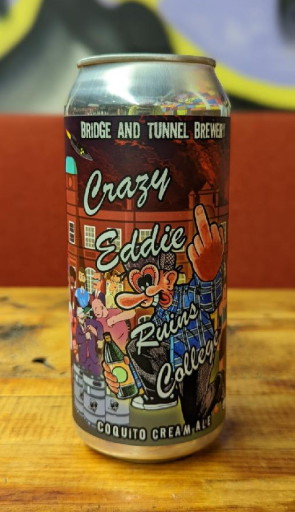 BRIDGE AND TUNNEL BREWERY
Crazy
Eddie
Ruins
College
COQUITO CREAM ALE